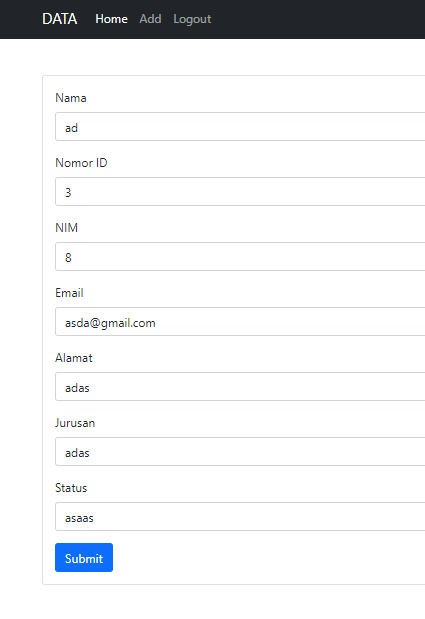 DATA Home Add Logout
Nama
ad
Nomor ID
3
NIM
8
Email
asda@gmail.com
Alamat
adas
Jurusan
adas
Status
asaas
Submit